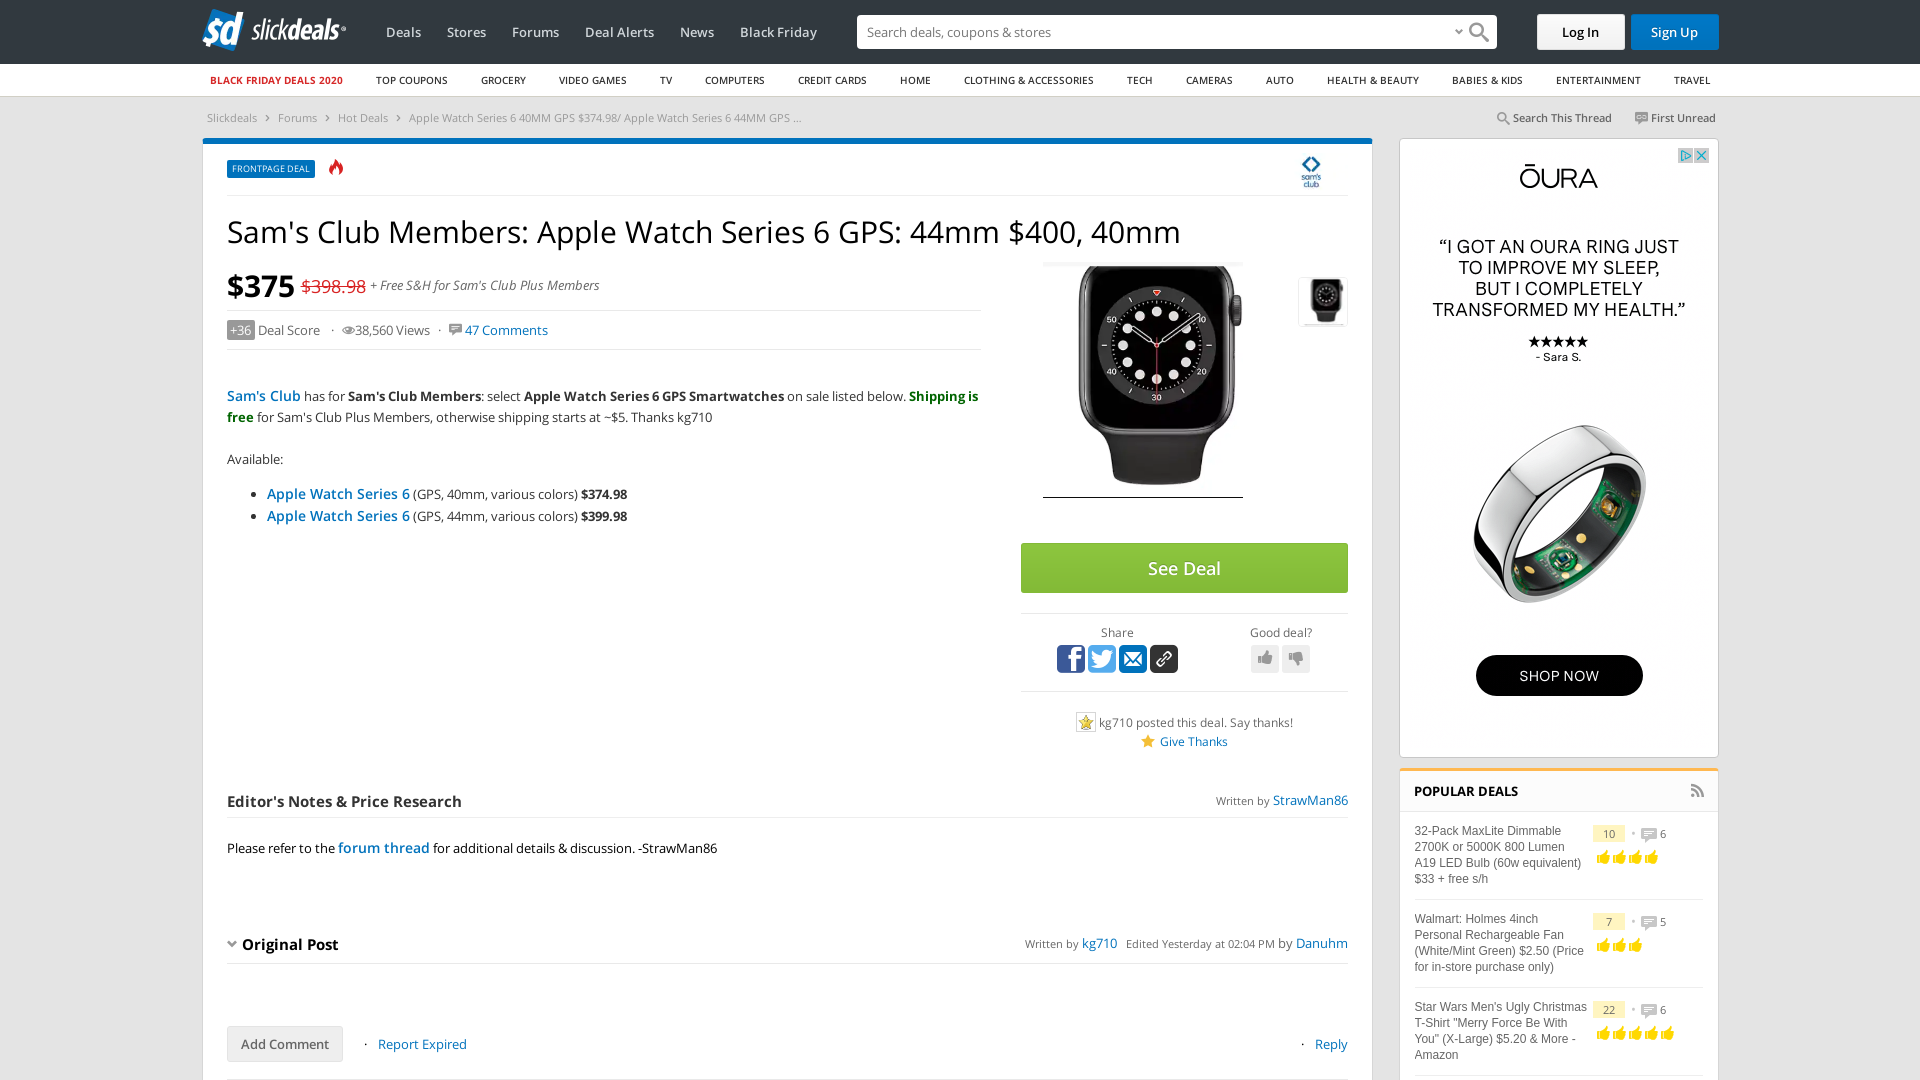 sd slickdeals
Deals Stores Forums Deal Alerts News Black Friday
Search deals, coupons & stores
Log In
Sign Up
BLACK FRIDAY DEALS 2020 TOP COUPONS GROCERY VIDEO GAMES TV COMPUTERS CREDIT CARDS HOME CLOTHING & ACCESSORIES TECH CAMERAS AUTO HEALTH & BEAUTY BABIES & KIDS ENTERTAINMENT TRAVEL
Slickdeals › Forums › Hot Deals › Apple Watch Series 6 40MM GPS $374.98/ Apple Watch Series 6 44MM GPS ...
Search This Thread First Unread
FRONTPAGE DEAL
sam's
club
Sam's Club Members: Apple Watch Series 6 GPS: 44mm $400, 40mm
$375 $398.98 + Free S&H for Sam's Club Plus Members
+36 Deal Score · 38,560 Views · 47 Comments
Sam's Club has for Sam's Club Members: select Apple Watch Series 6 GPS Smartwatches on sale listed below. Shipping is
free for Sam's Club Plus Members, otherwise shipping starts at ~$5. Thanks kg710
Available:
• Apple Watch Series 6 (GPS, 40mm, various colors) $374.98
• Apple Watch Series 6 (GPS, 44mm, various colors) $399.98
50 10
40 20
30
See Deal
Share
Good deal?
kg710 posted this deal. Say thanks!
Give Thanks
Editor's Notes & Price Research
Written by StrawMan86
Please refer to the forum thread for additional details & discussion. -StrawMan86
Original Post
Written by kg710 Edited Yesterday at 02:04 PM by Danuhm
Add Comment · Report Expired
· Reply
ŌURA
“I GOT AN OURA RING JUST
TO IMPROVE MY SLEEP,
BUT I COMPLETELY
TRANSFORMED MY HEALTH.”
★★★★★
- Sara S.
SHOP NOW
POPULAR DEALS
32-Pack MaxLite Dimmable
2700K or 5000K 800 Lumen
A19 LED Bulb (60w equivalent)
$33 + free s/h
10 • 6
Walmart: Holmes 4inch
Personal Rechargeable Fan
(White/Mint Green) $2.50 (Price
for in-store purchase only)
7 • 5
Star Wars Men's Ugly Christmas
T-Shirt "Merry Force Be With
You" (X-Large) $5.20 & More -
Amazon
22 • 6